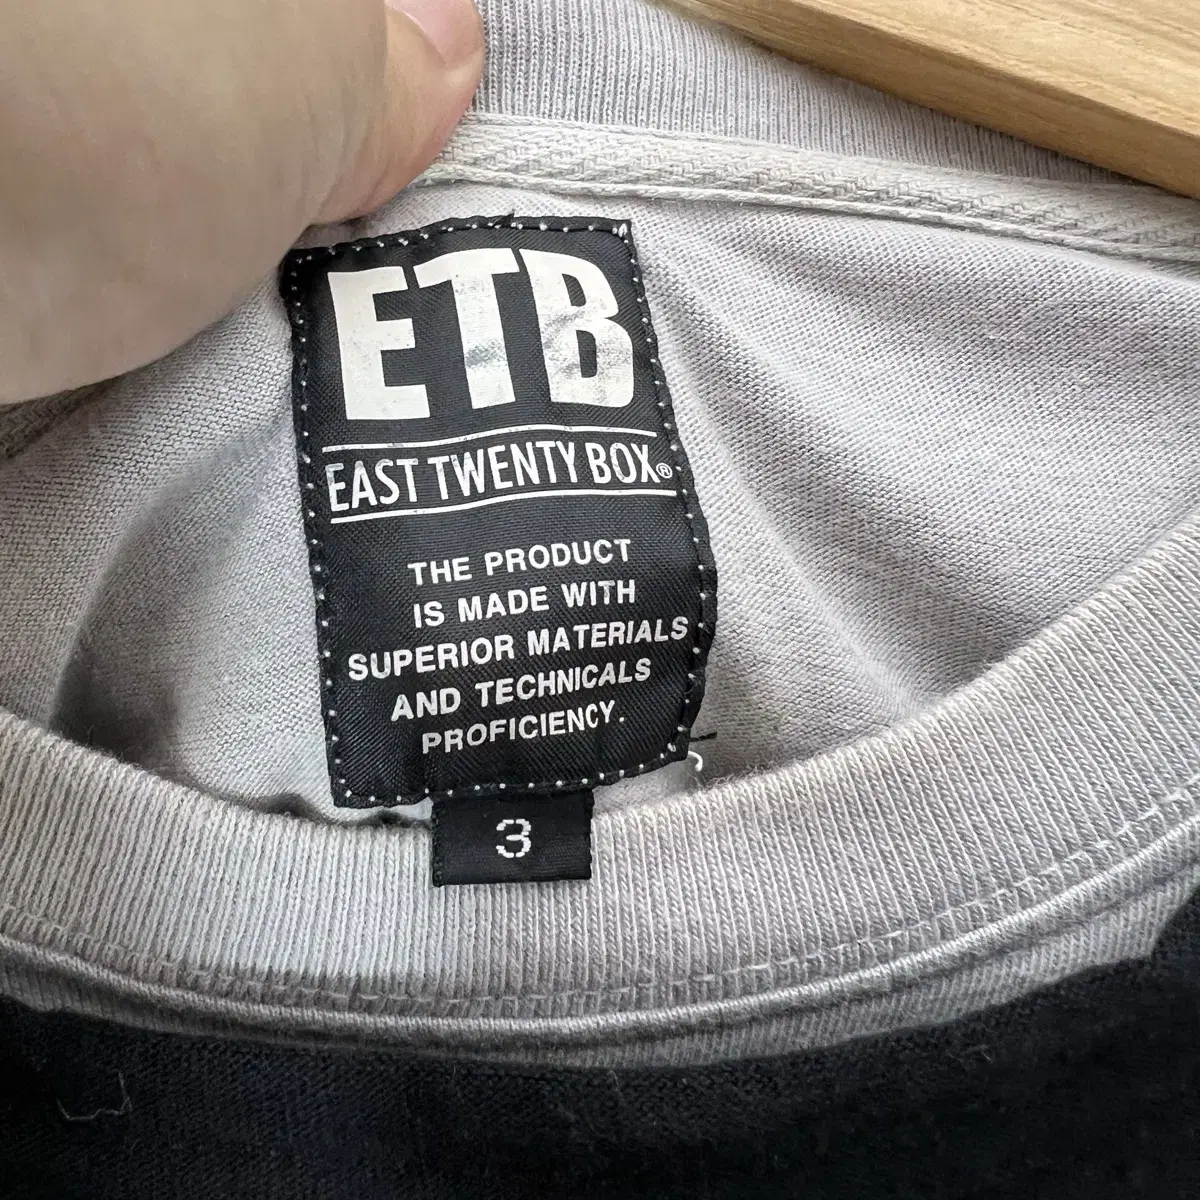 ETB
EAST TWENTY BOX®
THE PRODUCT
IS MADE WITH
SUPERIOR MATERIALS
AND TECHNICALS
PROFICIENCY.
3